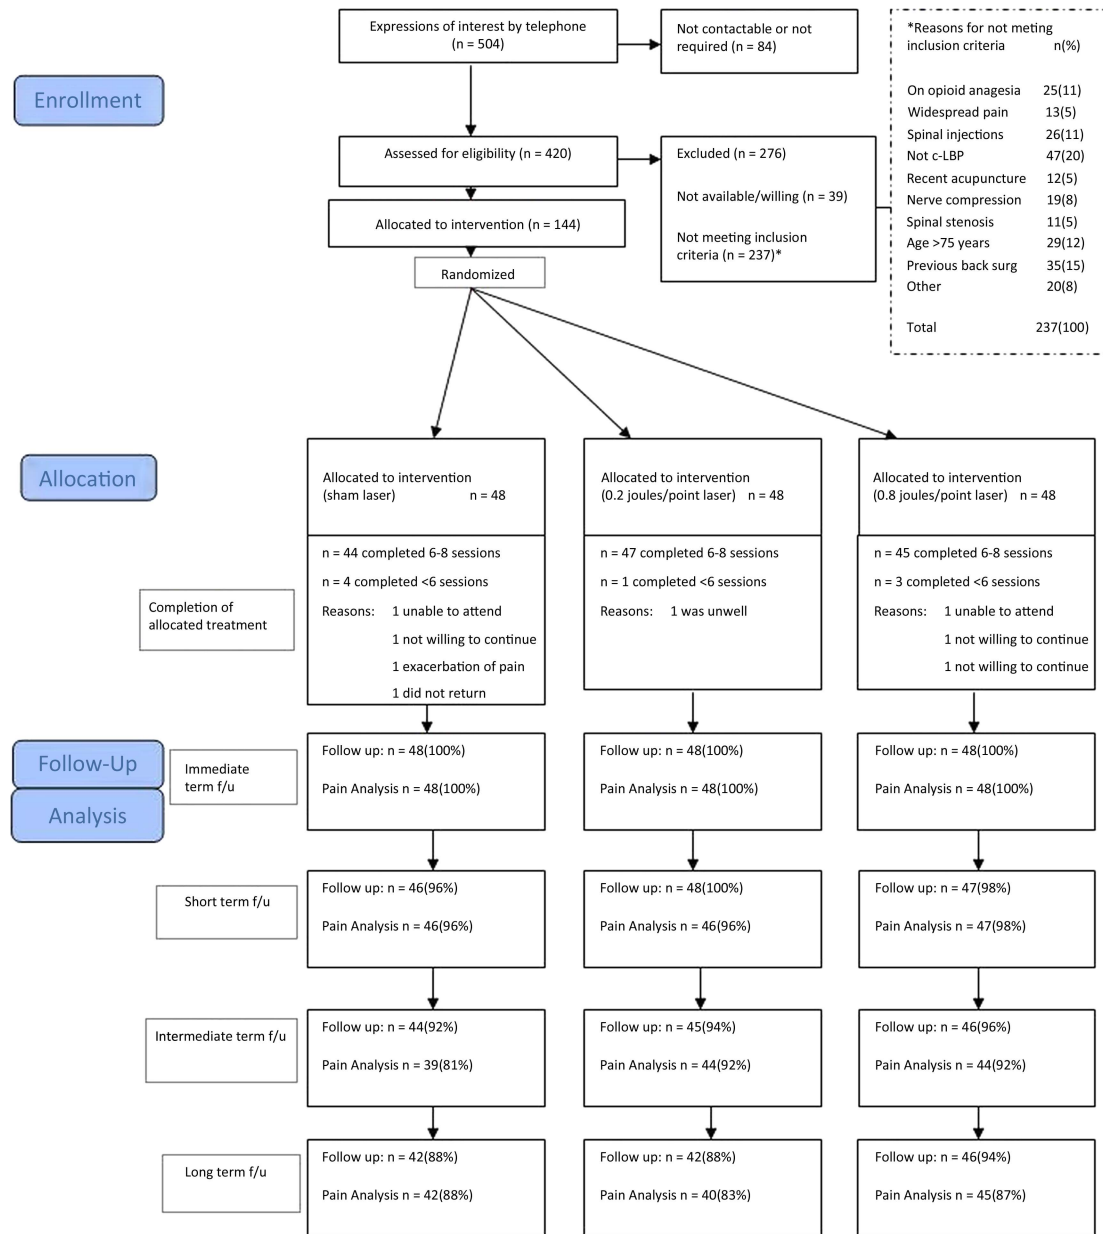 Expressions of interest by telephone
(n = 504)
Not contactable or not
required (n = 84)
*Reasons for not meting
inclusion criteria n(%)
On opioid anagesia 25(11)
Widespread pain 13(5)
Spinal injections 26(11)
Not c-LBP 47(20)
Recent acupuncture 12(5)
Nerve compression 19(8)
Spinal stenosis 11(5)
Age >75 years 29(12)
Previous back surg 35(15)
Other 20(8)
Total 237(100)
Enrollment
Assessed for eligibility (n = 420)
Excluded (n = 276)
Not available/willing (n = 39)
Not meeting inclusion
criteria (n = 237)*
Allocated to intervention (n = 144)
Randomized
Allocation
Allocated to intervention
(sham laser) n = 48
Allocated to intervention
(0.2 joules/point laser) n = 48
Allocated to intervention
(0.8 joules/point laser) n = 48
Completion of
allocated treatment
n = 44 completed 6-8 sessions
n = 4 completed <6 sessions
Reasons: 1 unable to attend
1 not willing to continue
1 exacerbation of pain
1 did not return
n = 47 completed 6-8 sessions
n = 1 completed <6 sessions
Reasons: 1 was unwell
n = 45 completed 6-8 sessions
n = 3 completed <6 sessions
Reasons: 1 unable to attend
1 not willing to continue
1 not willing to continue
Follow-Up
Analysis
Immediate
term f/u
Follow up: n = 48(100%)
Pain Analysis n = 48(100%)
Follow up: n = 48(100%)
Pain Analysis n = 48(100%)
Follow up: n = 48(100%)
Pain Analysis n = 48(100%)
Short term f/u
Follow up: n = 46(96%)
Pain Analysis n = 46(96%)
Follow up: n = 48(100%)
Pain Analysis n = 46(96%)
Follow up: n = 47(98%)
Pain Analysis n = 47(98%)
Intermediate term f/u
Follow up: n = 44(92%)
Pain Analysis n = 39(81%)
Follow up: n = 45(94%)
Pain Analysis n = 44(92%)
Follow up: n = 46(96%)
Pain Analysis n = 44(92%)
Long term f/u
Follow up: n = 42(88%)
Pain Analysis n = 42(88%)
Follow up: n = 42(88%)
Pain Analysis n = 40(83%)
Follow up: n = 46(94%)
Pain Analysis n = 45(87%)